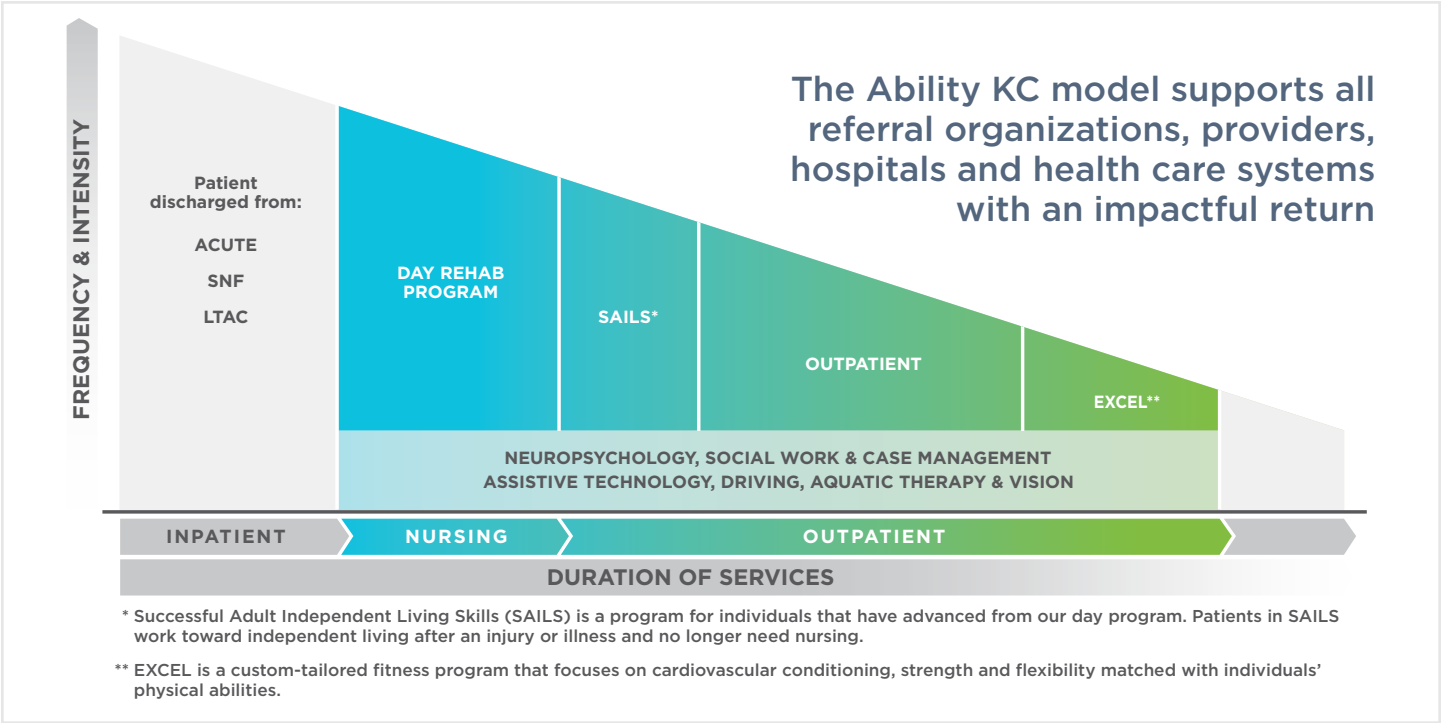 The Ability KC model supports all
referral organizations, providers,
hospitals and health care systems
with an impactful return
FREQUENCY & INTENSITY
Patient
discharged from:
ACUTE
SNF
LTAC
DAY REHAB
PROGRAM
SAILS*
OUTPATIENT
EXCEL**
NEUROPSYCHOLOGY, SOCIAL WORK & CASE MANAGEMENT
ASSISTIVE TECHNOLOGY, DRIVING, AQUATIC THERAPY & VISION
INPATIENT
NURSING
OUTPATIENT
DURATION OF SERVICES
* Successful Adult Independent Living Skills (SAILS) is a program for individuals that have advanced from our day program. Patients in SAILS
work toward independent living after an injury or illness and no longer need nursing.
** EXCEL is a custom-tailored fitness program that focuses on cardiovascular conditioning, strength and flexibility matched with individuals’
physical abilities.